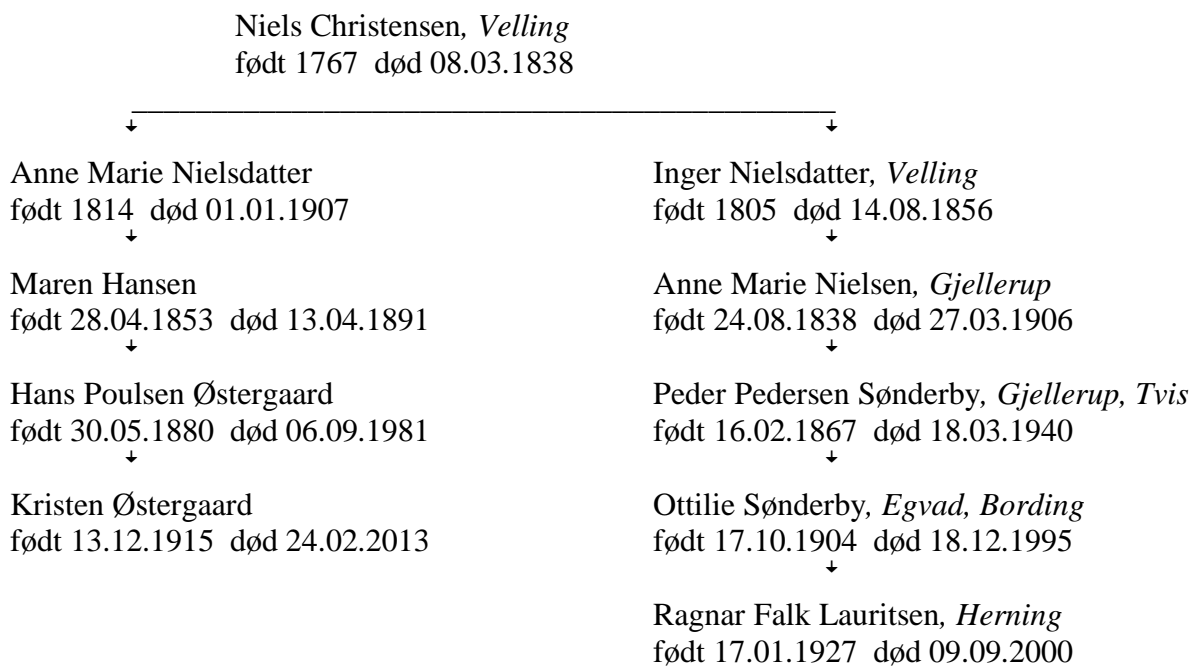 Niels Christensen, Velling
født 1767 død 08.03.1838
Anne Marie Nielsdatter
født 1814 død 01.01.1907
Maren Hansen
født 28.04.1853 død 13.04.1891
Hans Poulsen Østergaard
født 30.05.1880 død 06.09.1981
Kristen Østergaard
født 13.12.1915 død 24.02.2013
Inger Nielsdatter, Velling
født 1805 død 14.08.1856
Anne Marie Nielsen, Gjellerup
født 24.08.1838 død 27.03.1906
Peder Pedersen Sønderby, Gjellerup, Tvis
født 16.02.1867 død 18.03.1940
Ottilie Sønderby, Egvad, Bording
født 17.10.1904 død 18.12.1995
Ragnar Falk Lauritsen, Herning
født 17.01.1927 død 09.09.2000